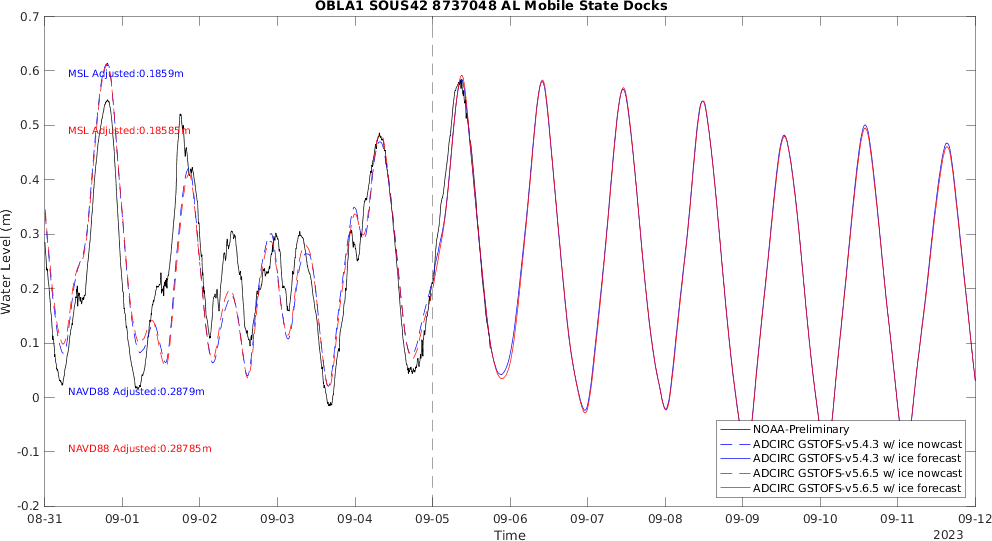 OBLA1 SOUS42 8737048 AL Mobile State Docks
0.7
0.6
0.5
0.4
0.3
0.2
0.1
0
-0.1
-0.2
Water Level (m)
MSL Adjusted:0.1859m
MSL Adjusted:0.18585m
NAVD88 Adjusted:0.2879m
NAVD88 Adjusted:0.28785m
NOAA-Preliminary
ADCIRC GSTOFS-v5.4.3 w/ ice nowcast
ADCIRC GSTOFS-v5.4.3 w/ ice forecast
ADCIRC GSTOFS-v5.6.5 w/ ice nowcast
ADCIRC GSTOFS-v5.6.5 w/ ice forecast
08-31 09-01 09-02 09-03 09-04 09-05 09-06 09-07 09-08 09-09 09-10 09-11 09-12
Time
2023